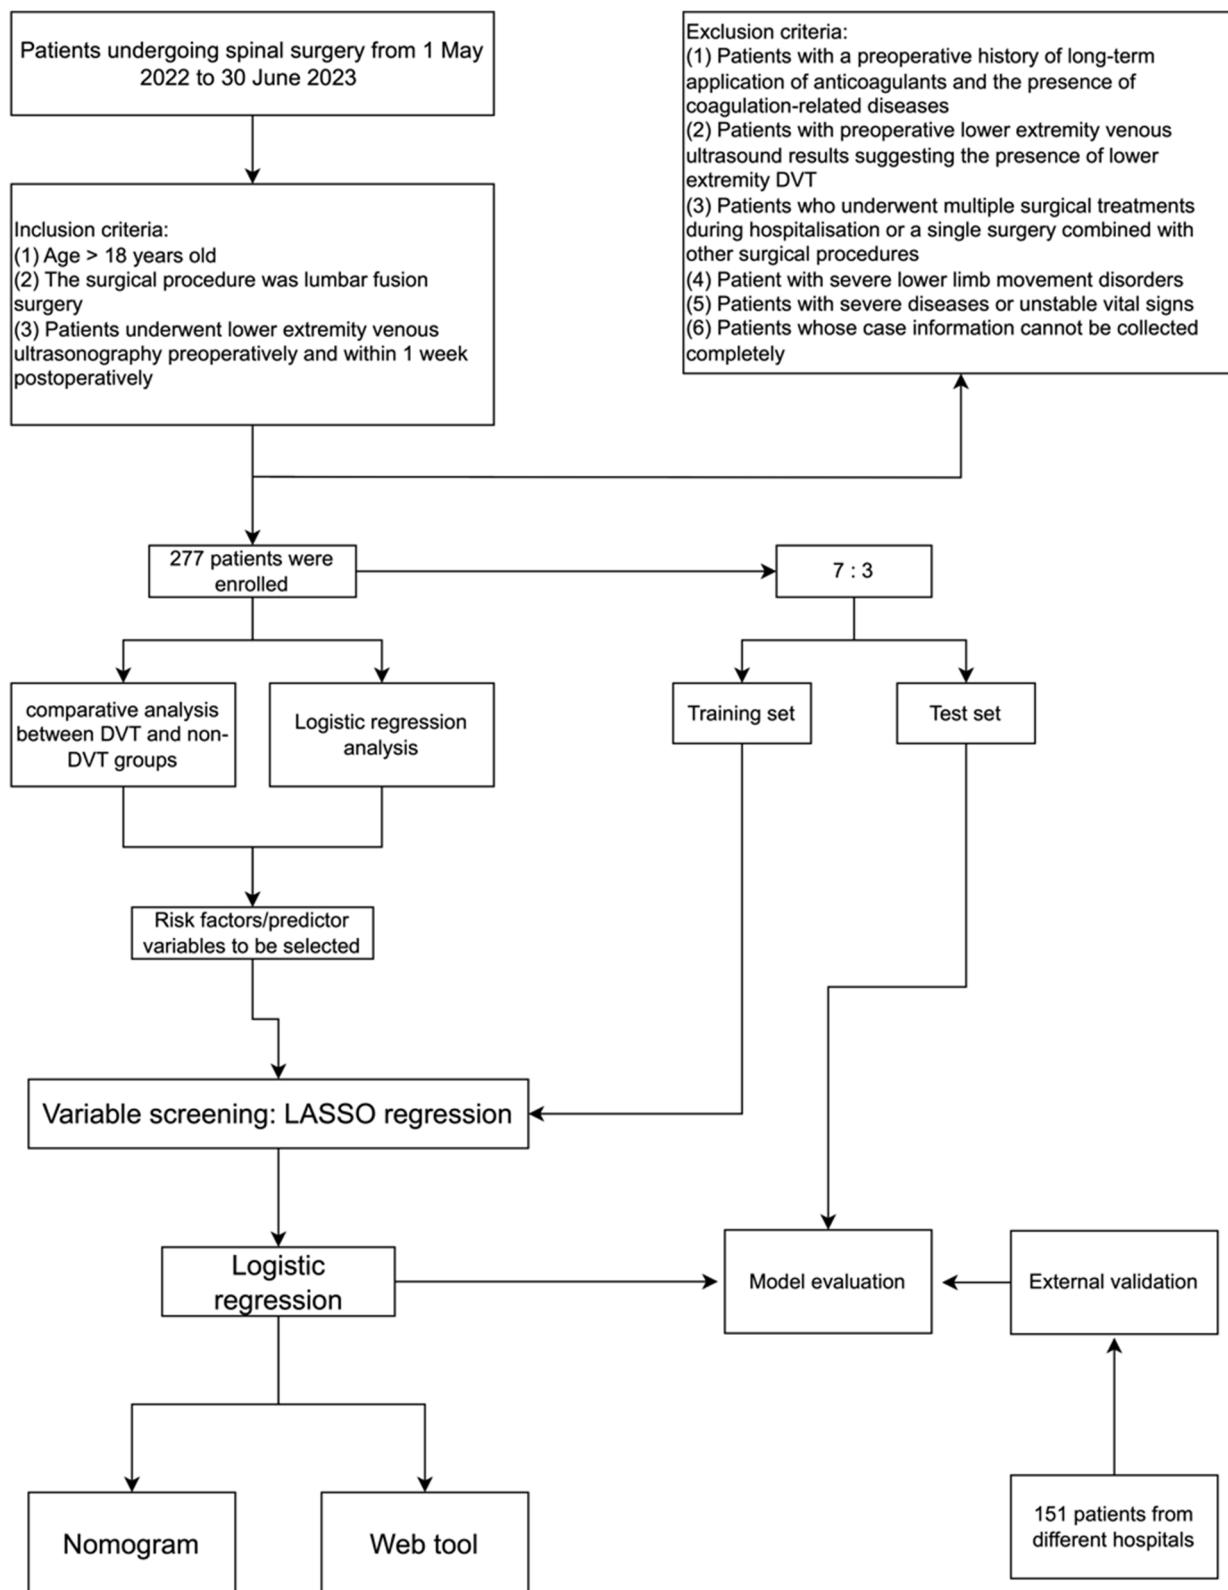 Patients undergoing spinal surgery from 1 May
2022 to 30 June 2023
Exclusion criteria:
(1) Patients with a preoperative history of long-term
application of anticoagulants and the presence of
coagulation-related diseases
(2) Patients with preoperative lower extremity venous
ultrasound results suggesting the presence of lower
extremity DVT
(3) Patients who underwent multiple surgical treatments
during hospitalisation or a single surgery combined with
other surgical procedures
(4) Patient with severe lower limb movement disorders
(5) Patients with severe diseases or unstable vital signs
(6) Patients whose case information cannot be collected
completely
Inclusion criteria:
(1) Age > 18 years old
(2) The surgical procedure was lumbar fusion
surgery
(3) Patients underwent lower extremity venous
ultrasonography preoperatively and within 1 week
postoperatively
277 patients were
enrolled
7 : 3
comparative analysis
between DVT and non-
DVT groups
Logistic regression
analysis
Training set
Test set
Risk factors/predictor
variables to be selected
Variable screening: LASSO regression
Logistic
regression
Model evaluation
External validation
Nomogram
Web tool
151 patients from
different hospitals